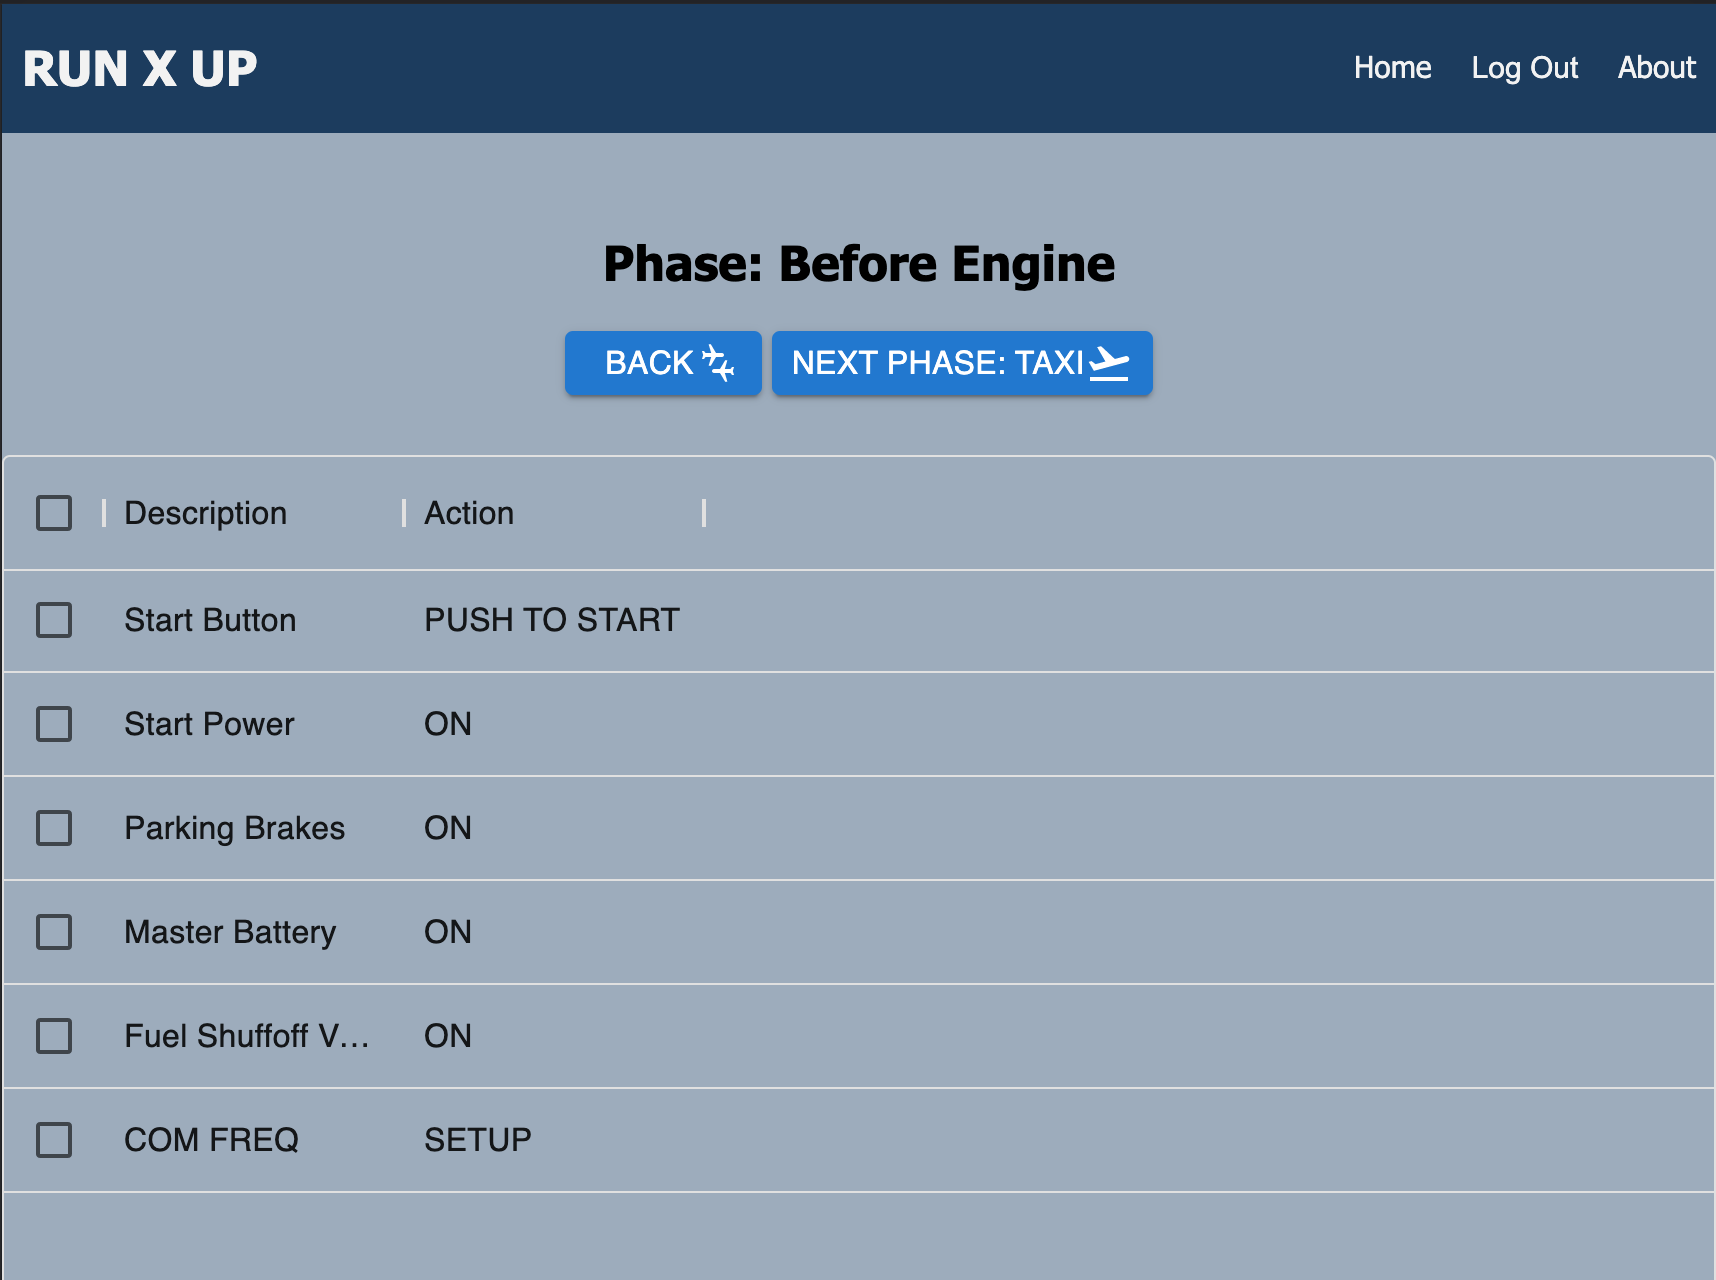 RUN X UP
Home Log Out About
Phase: Before Engine
BACK NEXT PHASE: TAXI
Description Action
Start Button PUSH TO START
Start Power ON
Parking Brakes ON
Master Battery ON
Fuel Shuffoff V... ON
COM FREQ SETUP